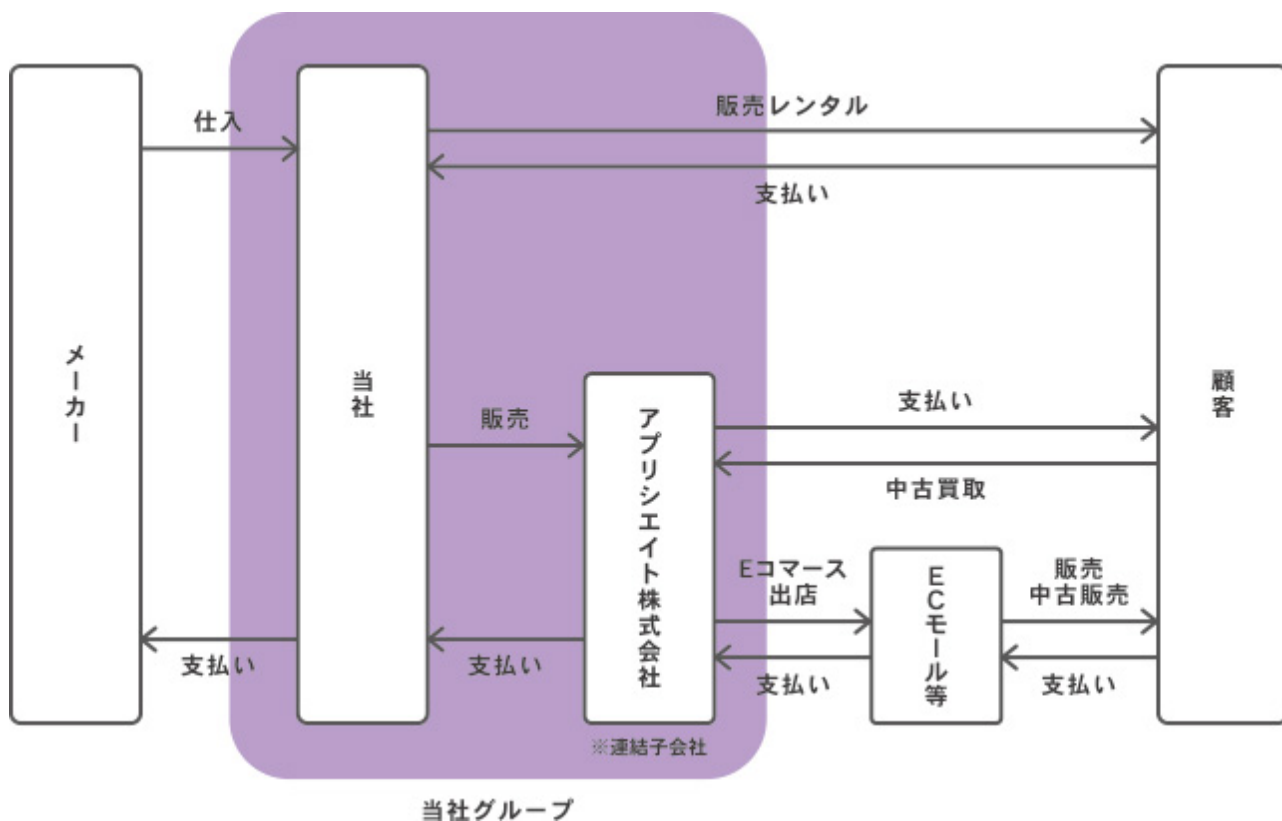 販売レンタル
仕入
支払い
メーカー
当社
顧客
支払い
販売
アプリシエイト株式会社
中古買取
Eコマース
出店
ECモール等
販売
中古販売
支払い
支払い
支払い
支払い
※連結子会社
当社グループ